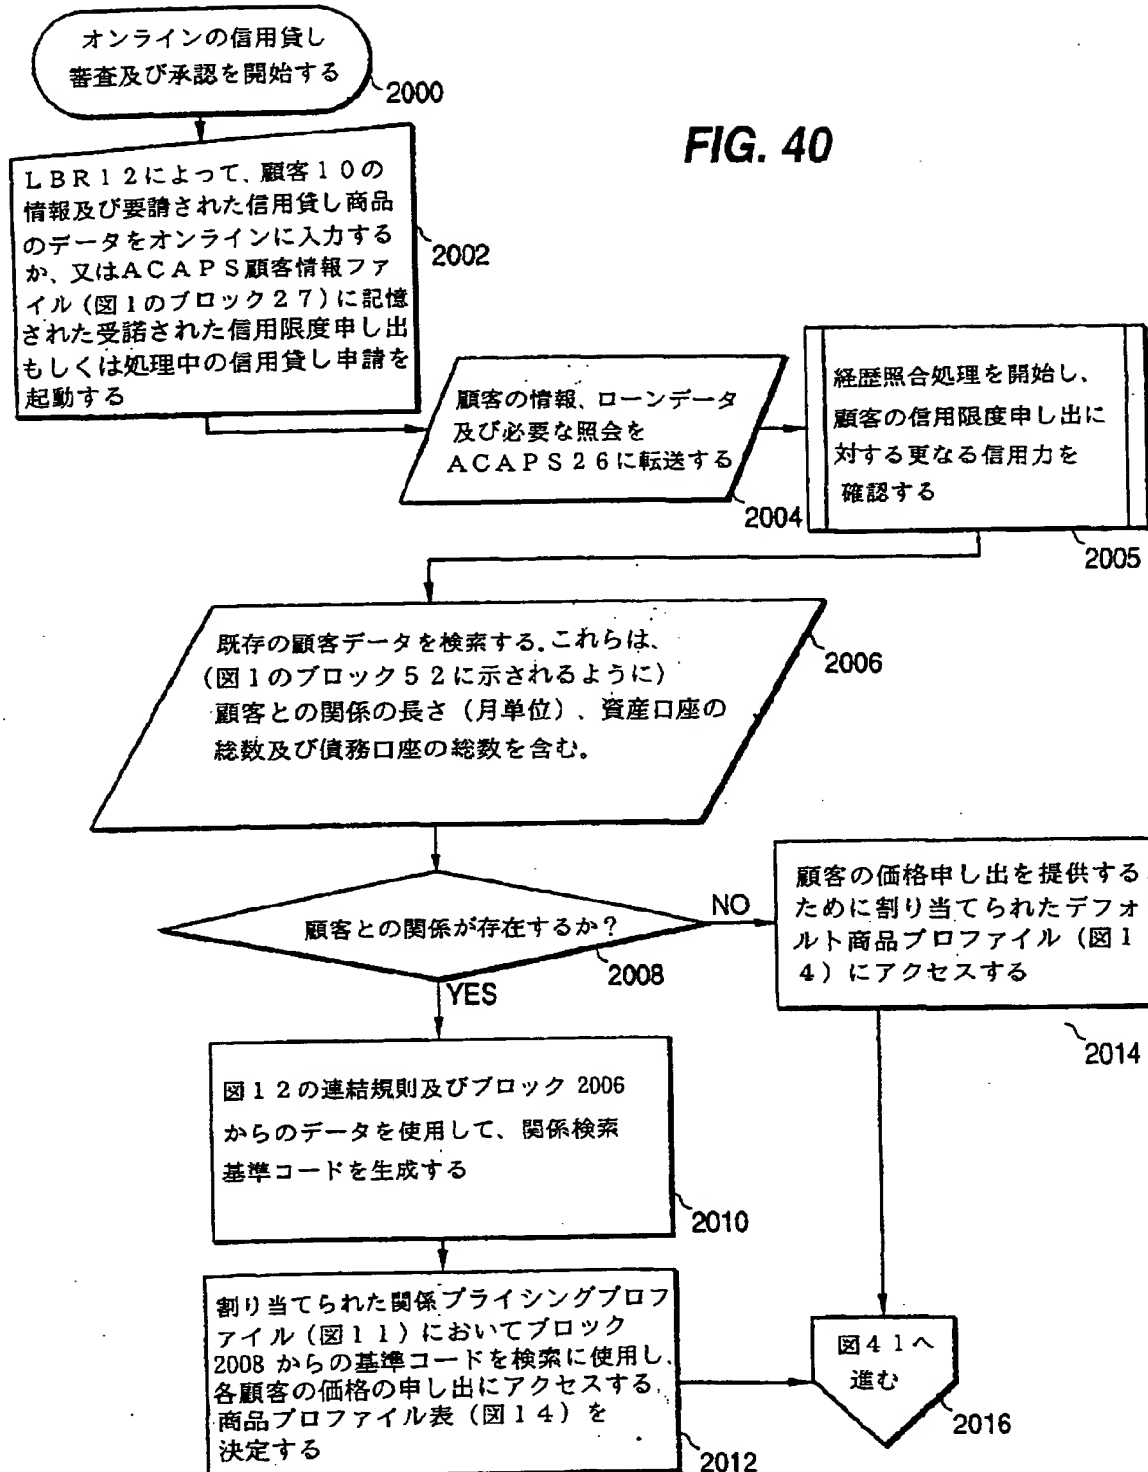 オンラインの信用貸し
審査及び承認を開始する
2000
FIG. 40
LBR12によって、顧客10の
情報及び要請された信用貸し商品
のデータをオンラインに入力する
か、又はACAPS顧客情報ファ
イル(図1のブロック27)に記憶
された受諾された信用限度申し出
もしくは処理中の信用貸し申請を
起動する
2002
顧客の情報、ローンデータ
及び必要な照会を
ACAPS26に転送する
2004
経歴照合処理を開始し、
顧客の信用限度申し出に
対する更なる信用力を
確認する
2005
既存の顧客データを検索する.これらは、
(図1のブロック52に示されるように)
顧客との関係の長さ(月単位)、資産口座の
総数及び債務口座の総数を含む。
2006
顧客との関係が存在するか?
2008
NO
YES
顧客の価格申し出を提供する
ために割り当てられたデフォ
ルト商品プロファイル(図1
4)にアクセスする
2014
図12の連結規則及びブロック 2006
からのデータを使用して、関係検索
基準コードを生成する
2010
割り当てられた関係プライシングプロフ
ァイル(図11)においてブロック
2008 からの基準コードを検索に使用し、
各顧客の価格の申し出にアクセスする.
商品プロファイル表(図14)を
決定する
2012
図41へ
進む
2016